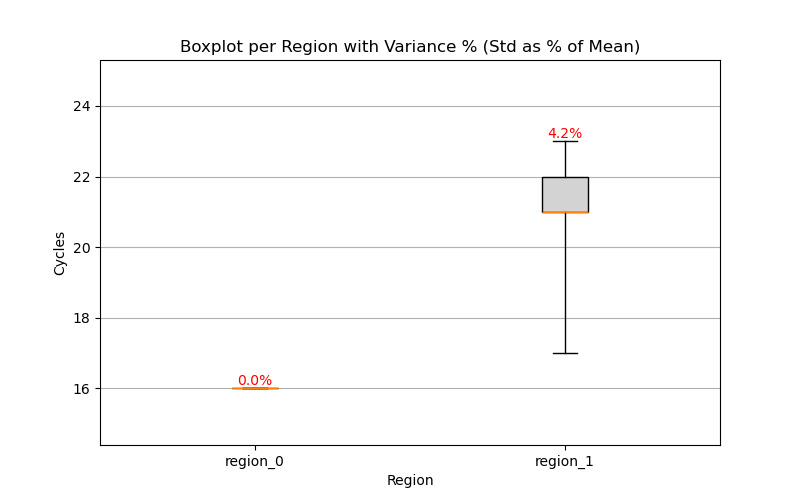 Boxplot per Region with Variance % (Std as % of Mean)
24
22
20
18
16
Cycles
0.0%
4.2%
region_0
region_1
Region